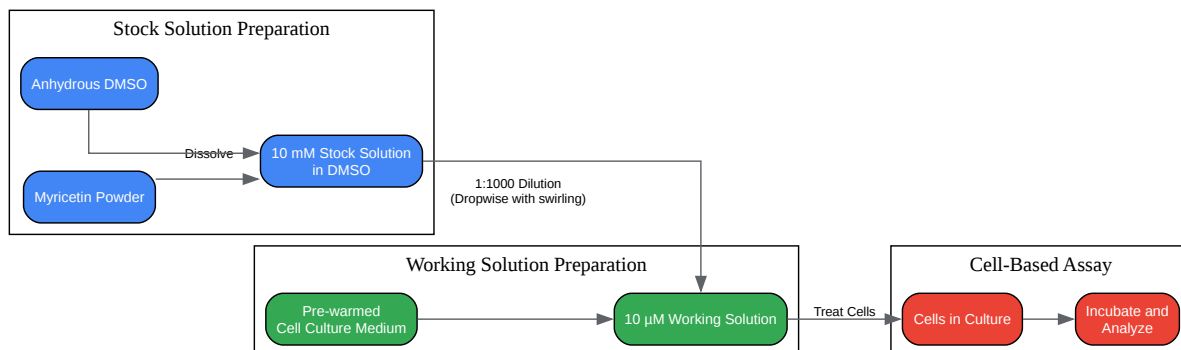 Stock Solution Preparation
Anhydrous DMSO
Dissolve
10 mM Stock Solution
in DMSO
Myricetin Powder
1:1000 Dilution
(Dropwise with swirling)
Working Solution Preparation
Pre-warmed
Cell Culture Medium
10 µM Working Solution
Treat Cells
Cell-Based Assay
Cells in Culture
Incubate and
Analyze